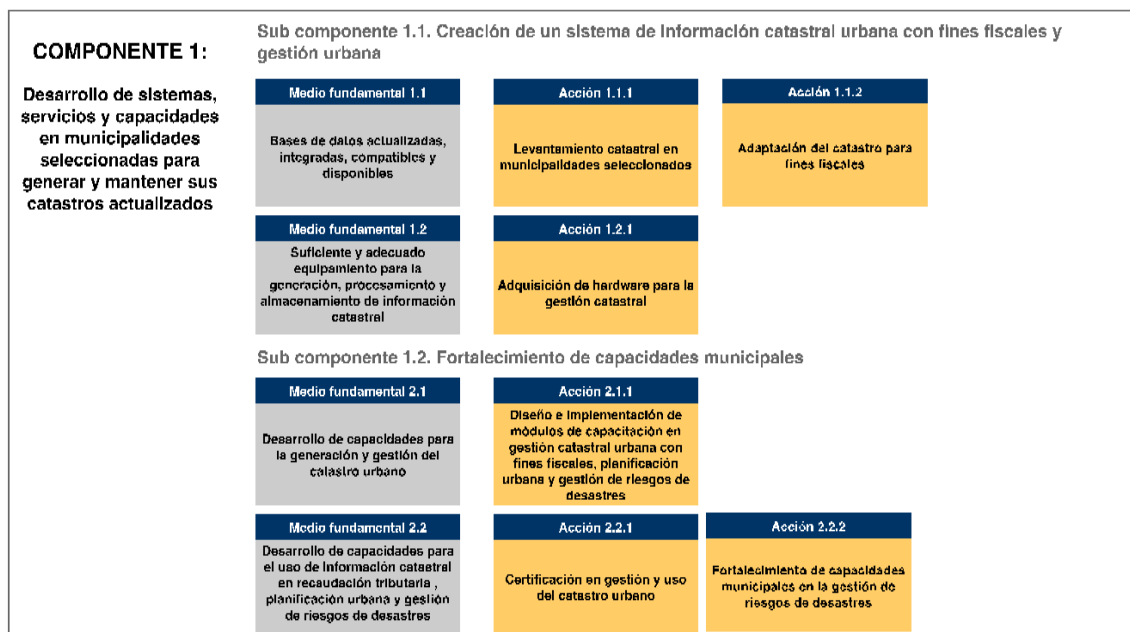 COMPONENTE 1:
Desarrollo de sistemas,
servicios y capacidades
en municipalidades
seleccionadas para
generar y mantener sus
catastros actualizados
Sub componente 1.1. Creación de un sistema de información catastral urbana con fines fiscales y
gestión urbana
Medio fundamental 1.1
Bases de datos actualizadas,
integradas, compatibles y
disponibles
Acción 1.1.1
Levantamiento catastral en
municipalidades seleccionados
Acción 1.1.2
Adaptación del catastro para
fines fiscales
Medio fundamental 1.2
Suficiente y adecuado
equipamiento para la
generación, procesamiento y
almacenamiento de información
catastral
Acción 1.2.1
Adquisición de hardware para la
gestión catastral
Sub componente 1.2. Fortalecimiento de capacidades municipales
Medio fundamental 2.1
Desarrollo de capacidades para
la generación y gestión del
catastro urbano
Acción 2.1.1
Diseño e implementación de
módulos de capacitación en
gestión catastral urbana con
fines fiscales, planificación
urbana y gestión de riesgos de
desastres
Medio fundamental 2.2
Desarrollo de capacidades para
el uso de información catastral
en recaudación tributaria ,
planificación urbana y gestión
de riesgos de desastres
Acción 2.2.1
Certificación en gestión y uso
del catastro urbano
Acción 2.2.2
Fortalecimiento de capacidades
municipales en la gestión de
riesgos de desastres